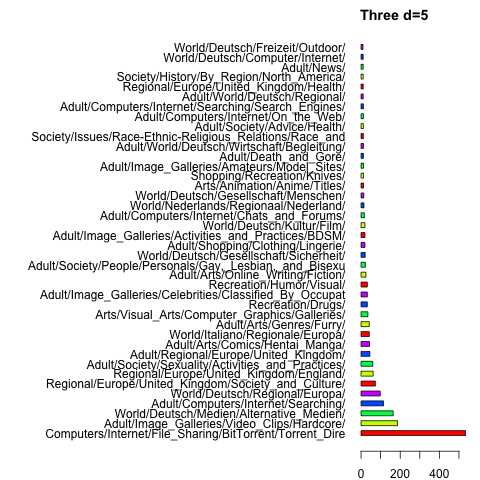 Three d=5
World/Deutsch/Freizeit/Outdoor/
World/Deutsch/Computer/Internet/
Adult/News/
Society/History/By_Region/North_America/
Regional/Europe/United_Kingdom/Health/
Adult/World/Deutsch/Regional/
Adult/Computers/Internet/Searching/Search_Engines/
Adult/Computers/Internet/On_the_Web/
Adult/Society/Advice/Health/
Society/Issues/Race-Ethnic-Religious_Relations/Race_and
Adult/World/Deutsch/Wirtschaft/Begleitung/
Adult/Death_and_Gore/
Adult/Image_Galleries/Amateurs/Model_Sites/
Shopping/Recreation/Knives/
Arts/Animation/Anime/Titles/
World/Deutsch/Gesellschaft/Menschen/
World/Nederlands/Regionaal/Nederland/
Adult/Computers/Internet/Chats_and_Forums/
World/Deutsch/Kultur/Film/
Adult/Image_Galleries/Activities_and_Practices/BDSM/
Adult/Shopping/Clothing/Lingerie/
World/Deutsch/Gesellschaft/Sicherheit/
Adult/Society/People/Personals/Gay,_Lesbian,_and_Bisexu
Adult/Arts/Online_Writing/Fiction/
Recreation/Humor/Visual/
Adult/Image_Galleries/Celebrities/Classified_By_Occupat
Recreation/Drugs/
Arts/Visual_Arts/Computer_Graphics/Galleries/
Adult/Arts/Genres/Furry/
World/Italiano/Regionale/Europa/
Adult/Arts/Comics/Hentai_Manga/
Adult/Regional/Europe/United_Kingdom/
Adult/Society/Sexuality/Activities_and_Practices/
Regional/Europe/United_Kingdom/England/
Regional/Europe/United_Kingdom/Society_and_Culture/
World/Deutsch/Regional/Europa/
Adult/Computers/Internet/Searching/
World/Deutsch/Medien/Alternative_Medien/
Adult/Image_Galleries/Video_Clips/Hardcore/
Computers/Internet/File_Sharing/BitTorrent/Torrent_Dire
0 200 400